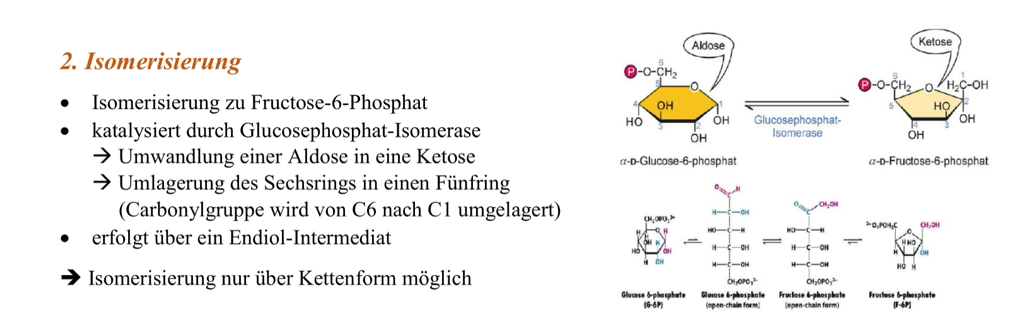 2. Isomerisierung
• Isomerisierung zu Fructose-6-Phosphat
• katalysiert durch Glucosephosphat-Isomerase
→ Umwandlung einer Aldose in eine Ketose
→ Umlagerung des Sechsrings in einen Fünfring
(Carbonylgruppe wird von C6 nach C1 umgelagert)
• erfolgt über ein Endiol-Intermediat
→ Isomerisierung nur über Kettenform möglich
Aldose
6
P-O-CH2
5
O
4
OH
1
HO
3
2
OH
OH
α-D-Glucose-6-phosphat
Glucosephosphat-
Isomerase
Ketose
6
1
P-O-CH2
O
H2C-OH
5
HO
2
4
3
OH
OH
α-D-Fructose-6-phosphat
CH2OPO32-
H
O
H
H
OH
H
HO
OH
H
OH
Glucose 6-phosphate
(G-6P)
O
H
H-C-OH
HO-C-H
H-C-OH
H-C-OH
CH2OPO32-
Glucose 6-phosphate
(open-chain form)
O
CH2OH
HO-C-H
H-C-OH
H-C-OH
CH2OPO32-
Fructose 6-phosphate
(open-chain form)
2-O3POH2C
O
CH2OH
H
H HO
OH
HO
H
Fructose 6-phosphate
(F-6P)